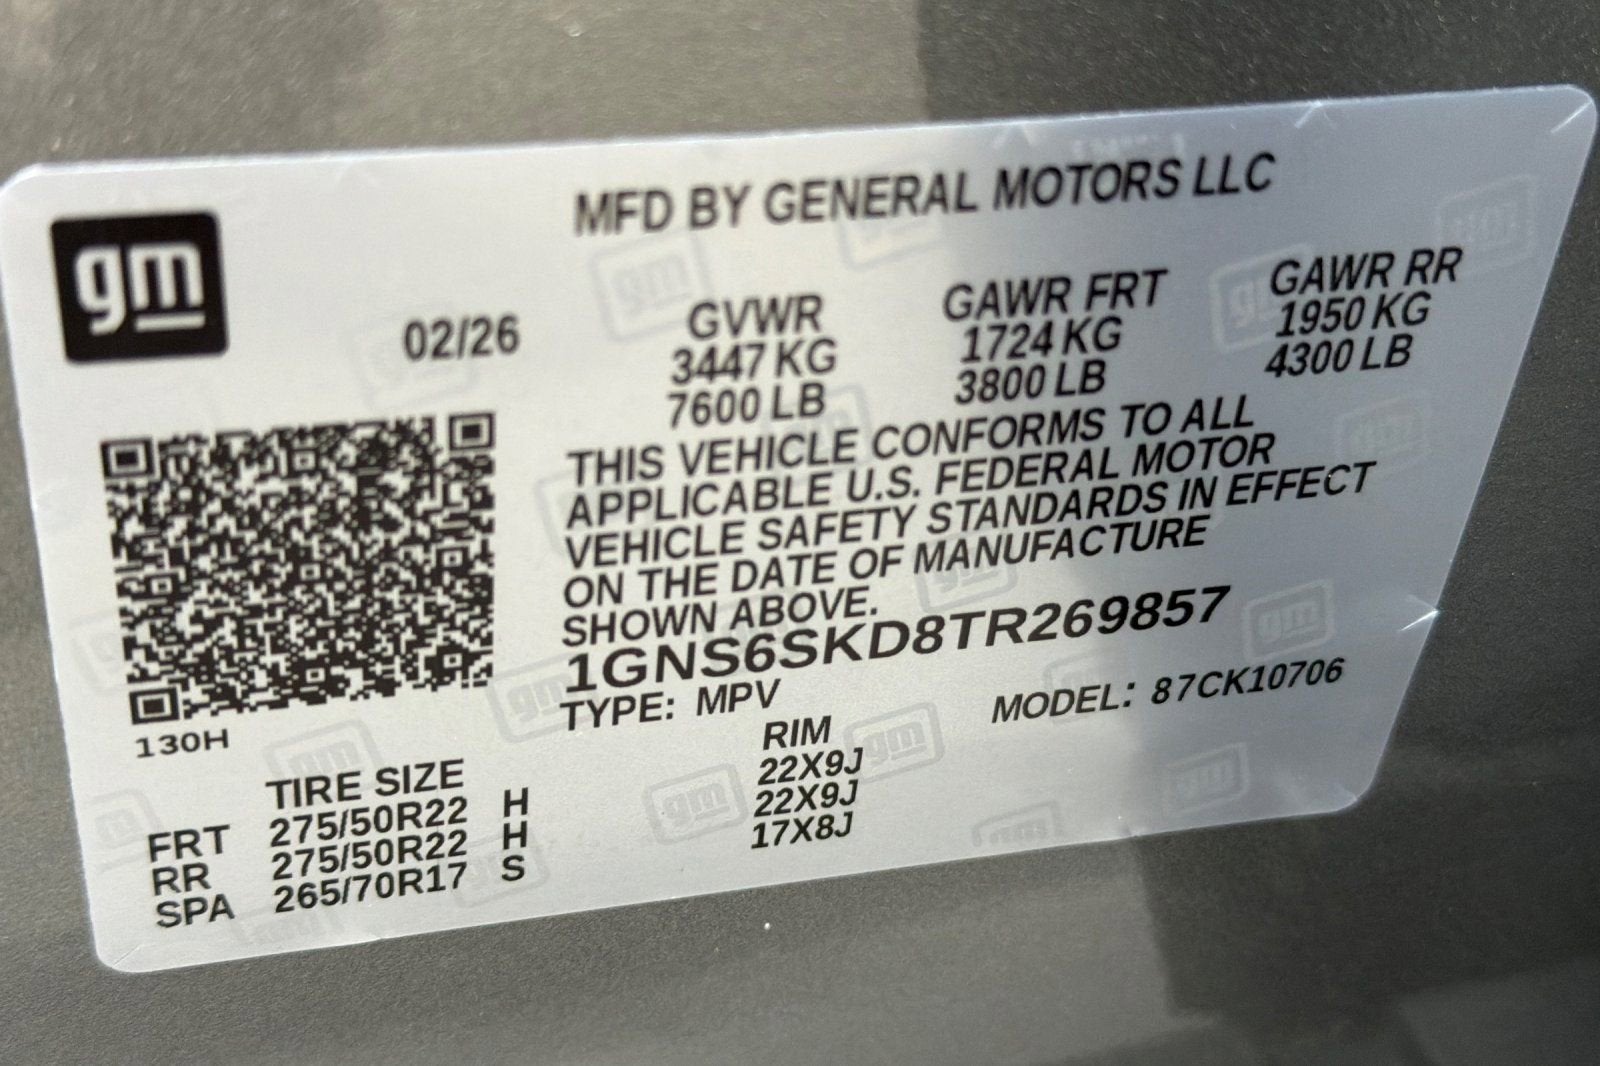 gm
MFD BY GENERAL MOTORS LLC
02/26
GVWR GAWR FRT GAWR RR
3447 KG 1724 KG 1950 KG
7600 LB 3800 LB 4300 LB
THIS VEHICLE CONFORMS TO ALL
APPLICABLE U.S. FEDERAL MOTOR
VEHICLE SAFETY STANDARDS IN EFFECT
ON THE DATE OF MANUFACTURE
SHOWN ABOVE.
1GNS6SKD8TR269857
TYPE: MPV MODEL: 87CK10706
130H
TIRE SIZE RIM
FRT 275/50R22 H 22X9J
RR 275/50R22 H 22X9J
SPA 265/70R17 S 17X8J